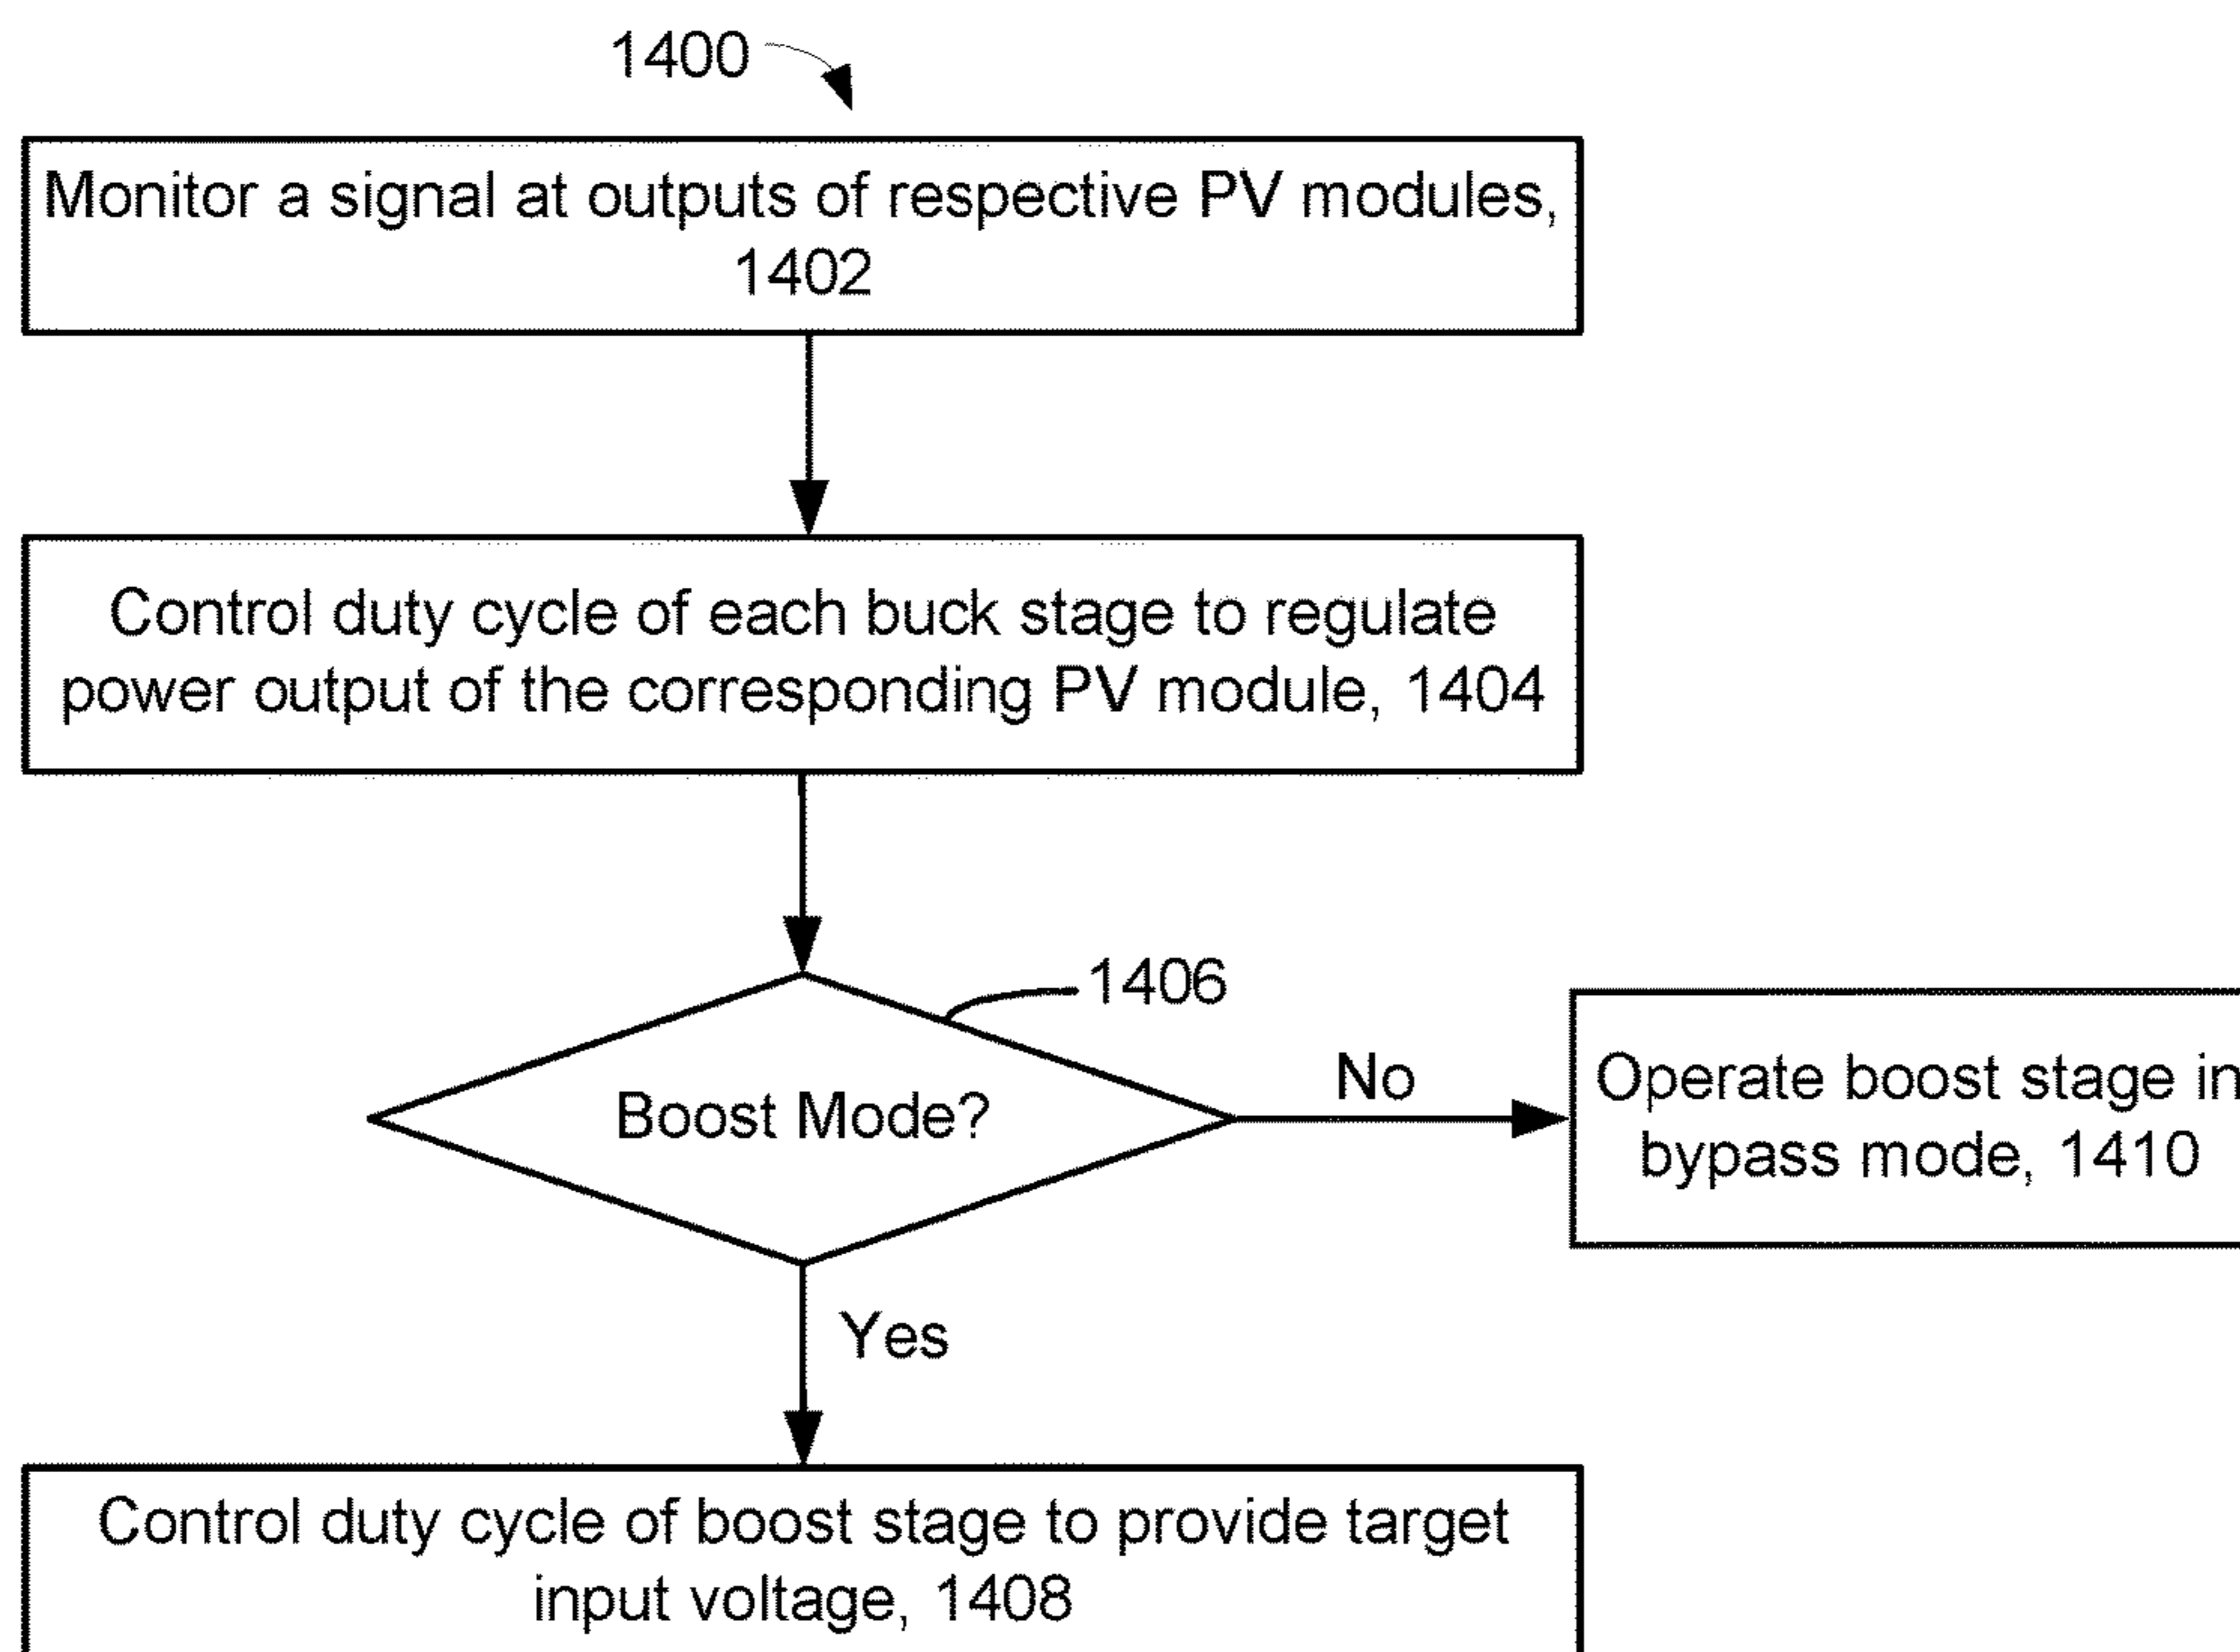 1400
Monitor a signal at outputs of respective PV modules,
1402
Control duty cycle of each buck stage to regulate
power output of the corresponding PV module, 1404
1406
Boost Mode?
No
Operate boost stage in
bypass mode, 1410
Yes
Control duty cycle of boost stage to provide target
input voltage, 1408